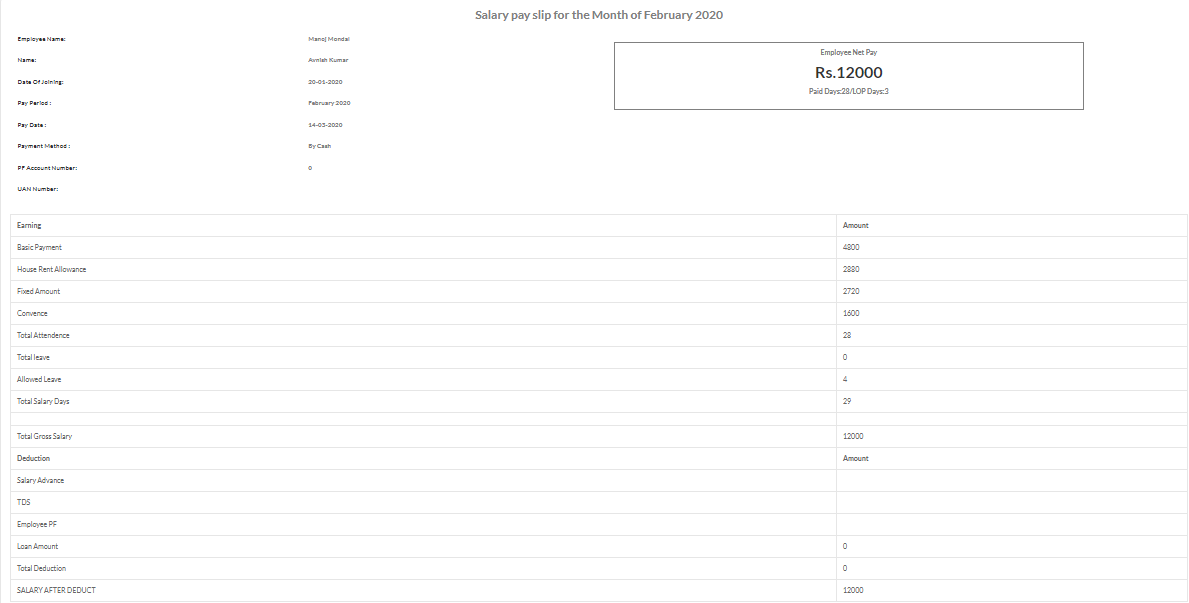 Salary pay slip for the Month of February 2020
Employee Name: Manoj Mondal
Name: Avnish Kumar
Date Of Joining: 20-01-2020
Pay Period : February 2020
Pay Date : 14-03-2020
Payment Method : By Cash
PF Account Number: 0
UAN Number:
Employee Net Pay
Rs.12000
Paid Days:28/LOP Days:3
Earning Amount
Basic Payment 4800
House Rent Allowance 2880
Fixed Amount 2720
Convence 1600
Total Attendence 28
Total leave 0
Allowed Leave 4
Total Salary Days 29
Total Gross Salary 12000
Deduction Amount
Salary Advance
TDS
Employee PF
Loan Amount 0
Total Deduction 0
SALARY AFTER DEDUCT 12000